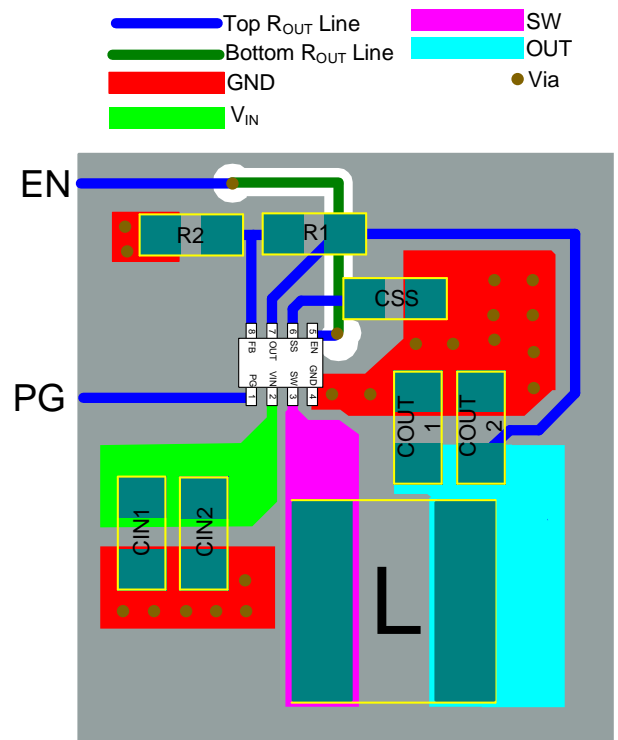 Top ROUT Line
Bottom ROUT Line
GND
VIN
SW
OUT
Via
EN
R2
R1
CSS
8 7 6 5
FB OUT SS EN
PG VIN SW GND
1 2 3 4
PG
COUT
1
COUT
2
CIN1
CIN2
L